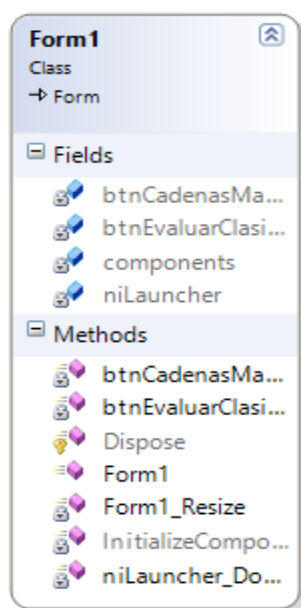 Form1
Class
Form
Fields
btnCadenasMa...
btnEvaluarClasi...
components
niLauncher
Methods
btnCadenasMa...
btnEvaluarClasi...
Dispose
Form1
Form1_Resize
InitializeCompo...
niLauncher_Do...